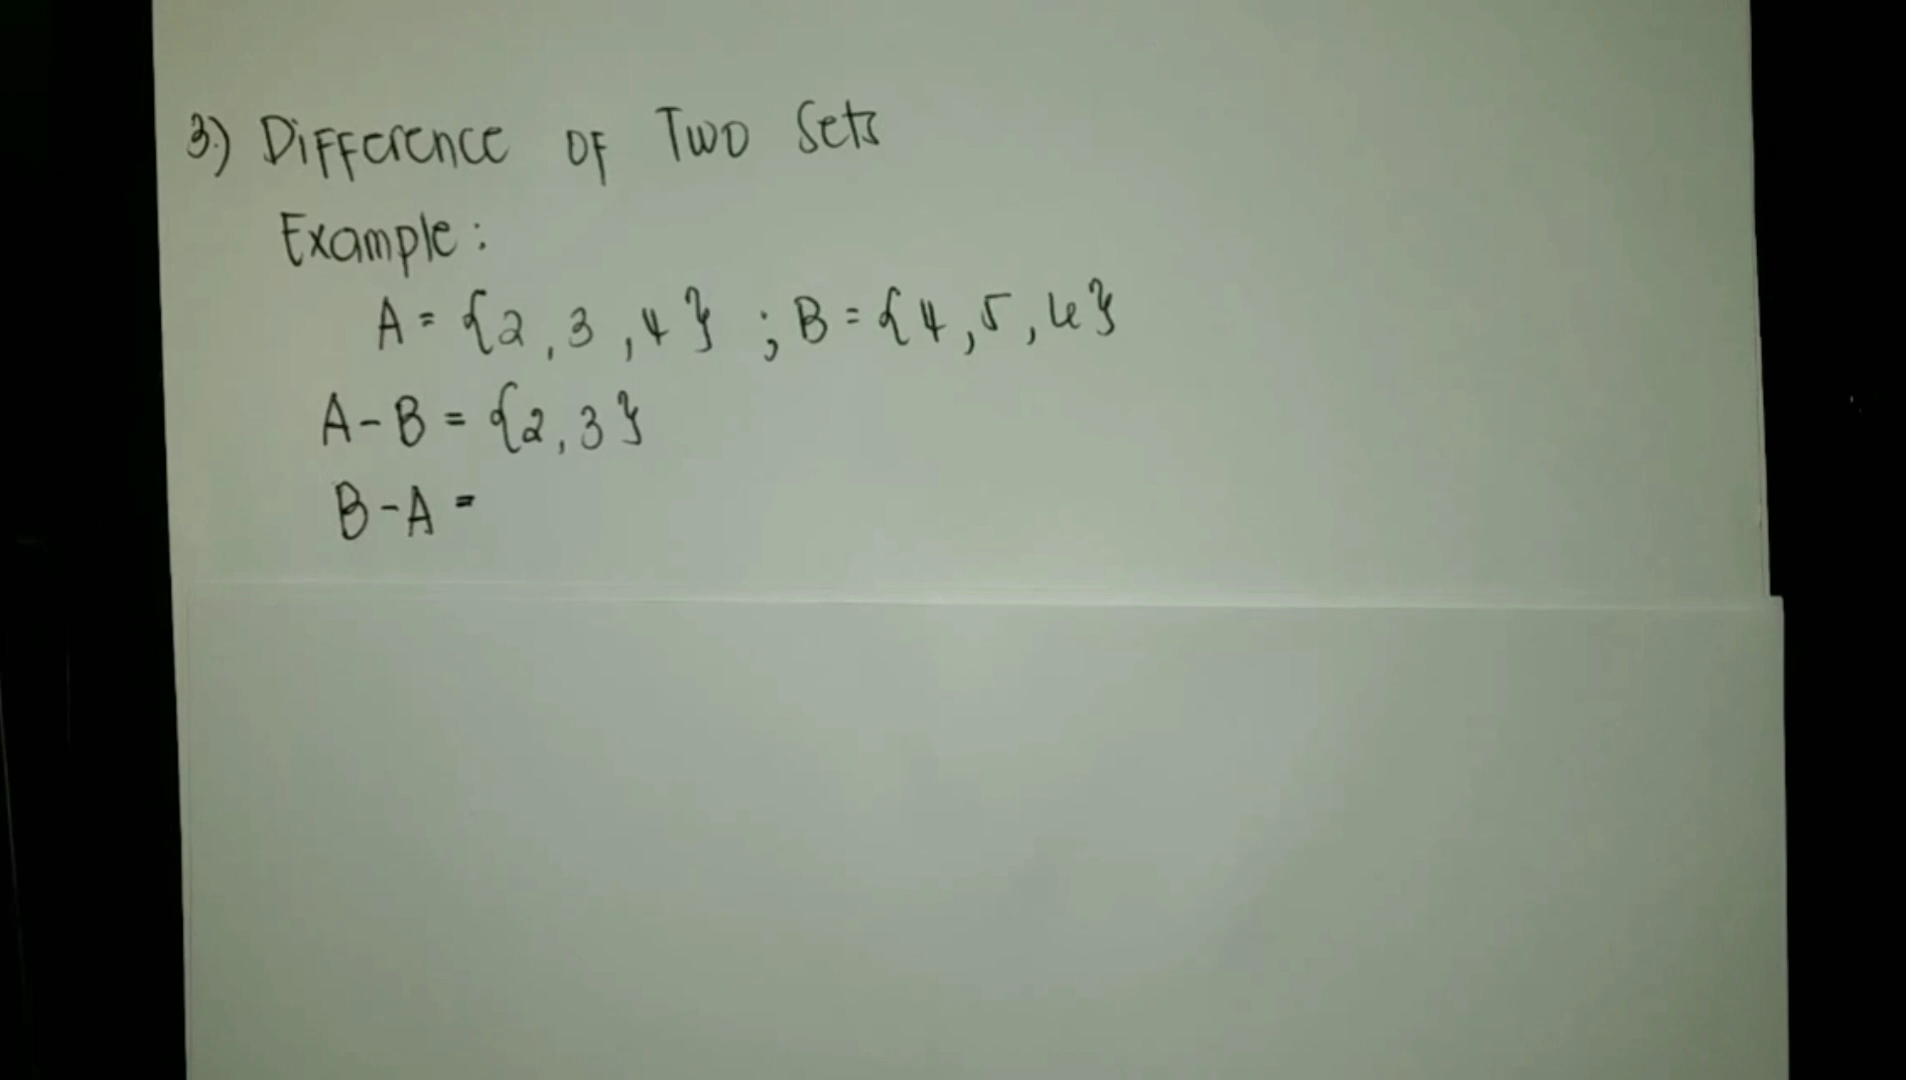 3.) Difference of Two Sets
Example:
A = {2, 3, 4} ; B = {4, 5, 6}
A - B = {2, 3}
B - A =